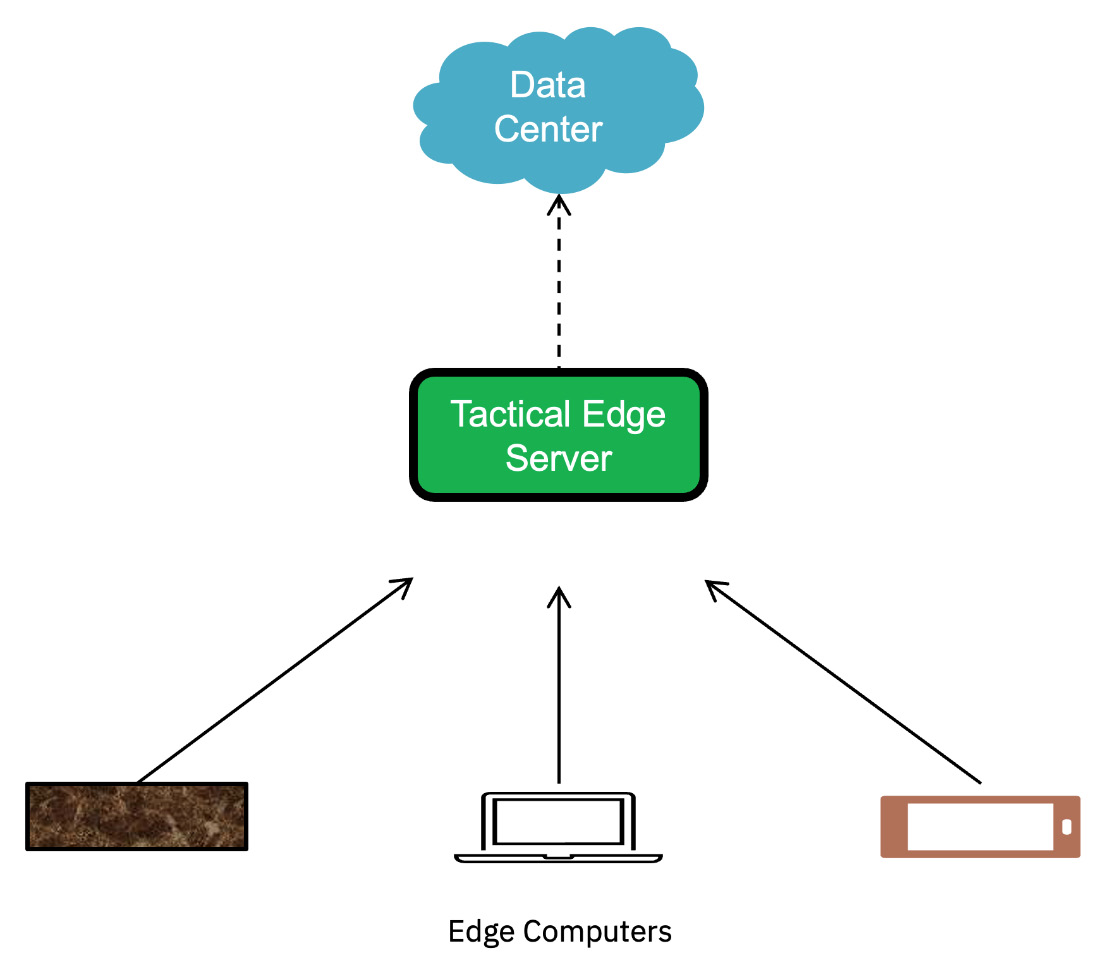 Data
Center
Tactical Edge
Server
Edge Computers